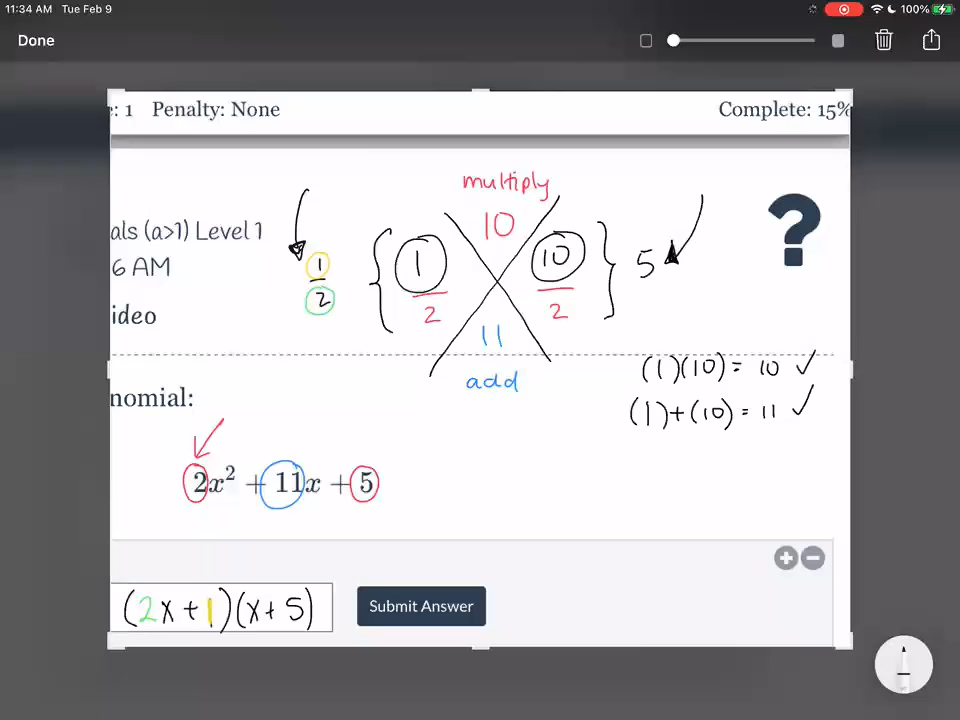 11:34 AM Tue Feb 9
100%
Done
: 1 Penalty: None
Complete: 15%
multiply
10
als (a>1) Level 1
6 AM
ideo
1
2
{ 1
2
10 }
2
5
11
add
(1)(10) = 10 ✓
(1)+(10) = 11 ✓
nomial:
2x² + 11x + 5
(2x + 1)(x + 5)
Submit Answer